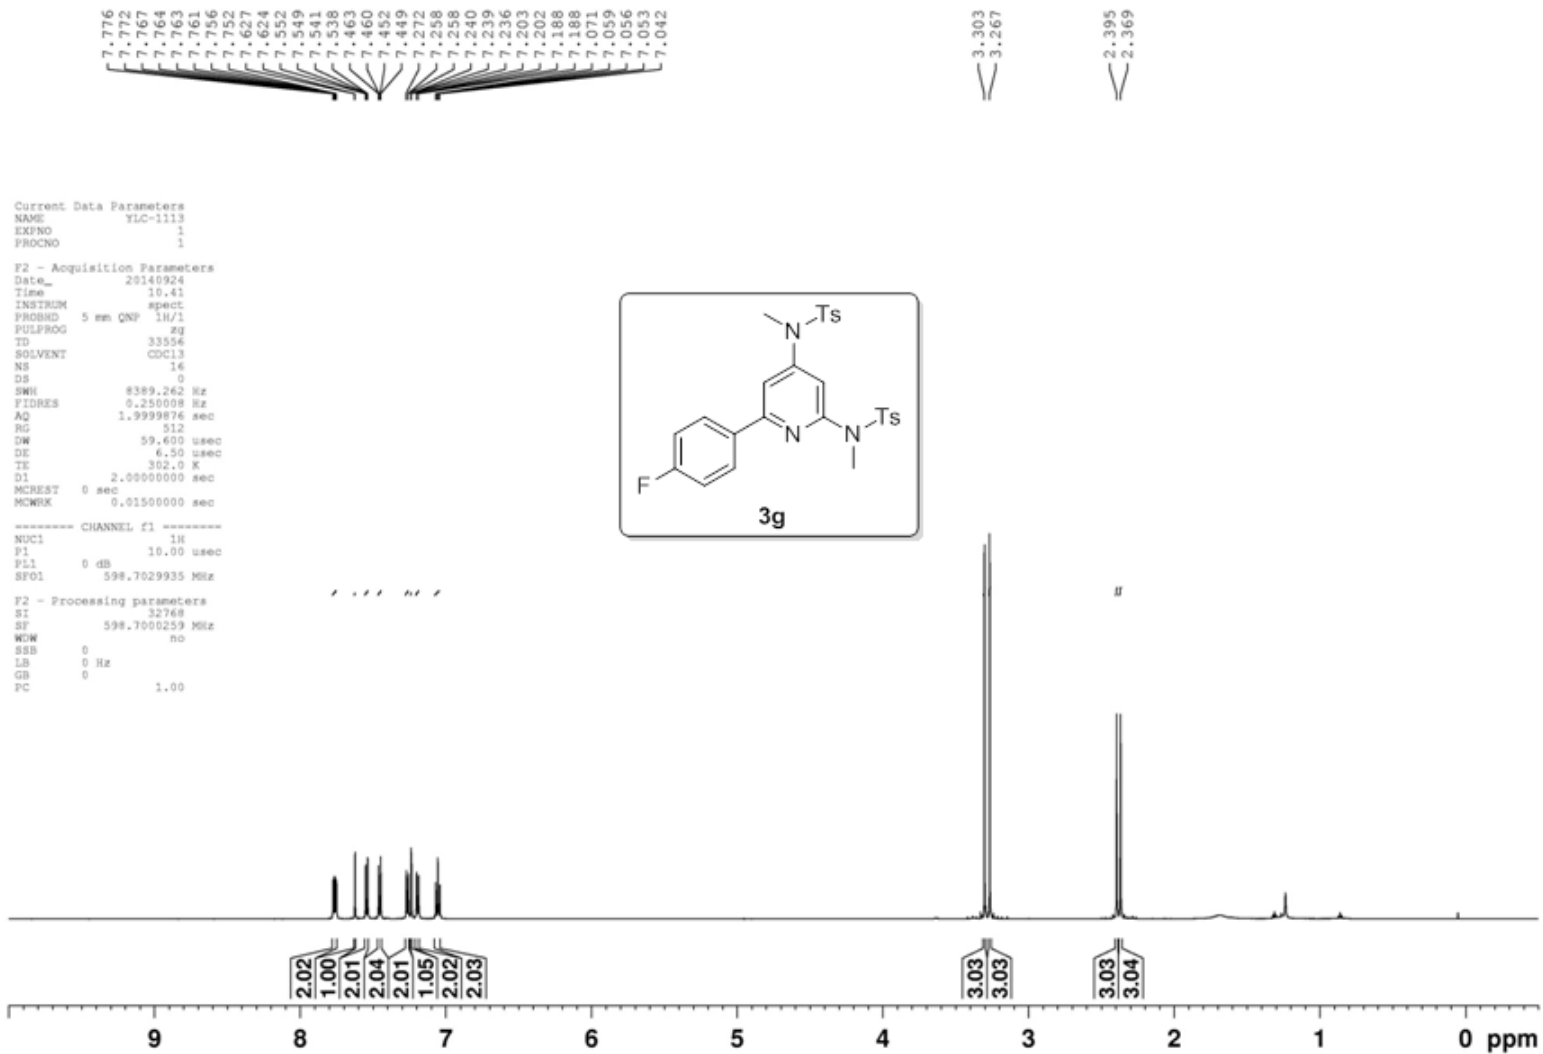 7.776
7.772
7.767
7.764
7.763
7.761
7.756
7.752
7.627
7.624
7.552
7.549
7.541
7.538
7.463
7.460
7.452
7.449
7.272
7.258
7.258
7.240
7.239
7.236
7.203
7.202
7.188
7.188
7.071
7.059
7.056
7.053
7.042
3.303
3.267
2.395
2.369
Current Data Parameters
NAME YLC-1113
EXPNO 1
PROCNO 1
F2 - Acquisition Parameters
Date_ 20140924
Time 10.41
INSTRUM spect
PROBHD 5 mm QNP 1H/1
PULPROG zg
TD 33556
SOLVENT CDCl3
NS 16
DS 0
SWH 8389.262 Hz
FIDRES 0.250008 Hz
AQ 1.9999876 sec
RG 512
DW 59.600 usec
DE 6.50 usec
TE 302.0 K
D1 2.00000000 sec
MCREST 0 sec
MCWRK 0.01500000 sec
======== CHANNEL f1 ========
NUC1 1H
P1 10.00 usec
PL1 0 dB
SFO1 598.7029935 MHz
F2 - Processing parameters
SI 32768
SF 598.7000259 MHz
WDW no
SSB 0
LB 0 Hz
GB 0
PC 1.00
N Ts
Ts
N N
F
3g
2.02
1.00
2.01
2.04
2.01
1.05
2.02
2.03
3.03
3.03
3.03
3.04
9 8 7 6 5 4 3 2 1 0 ppm